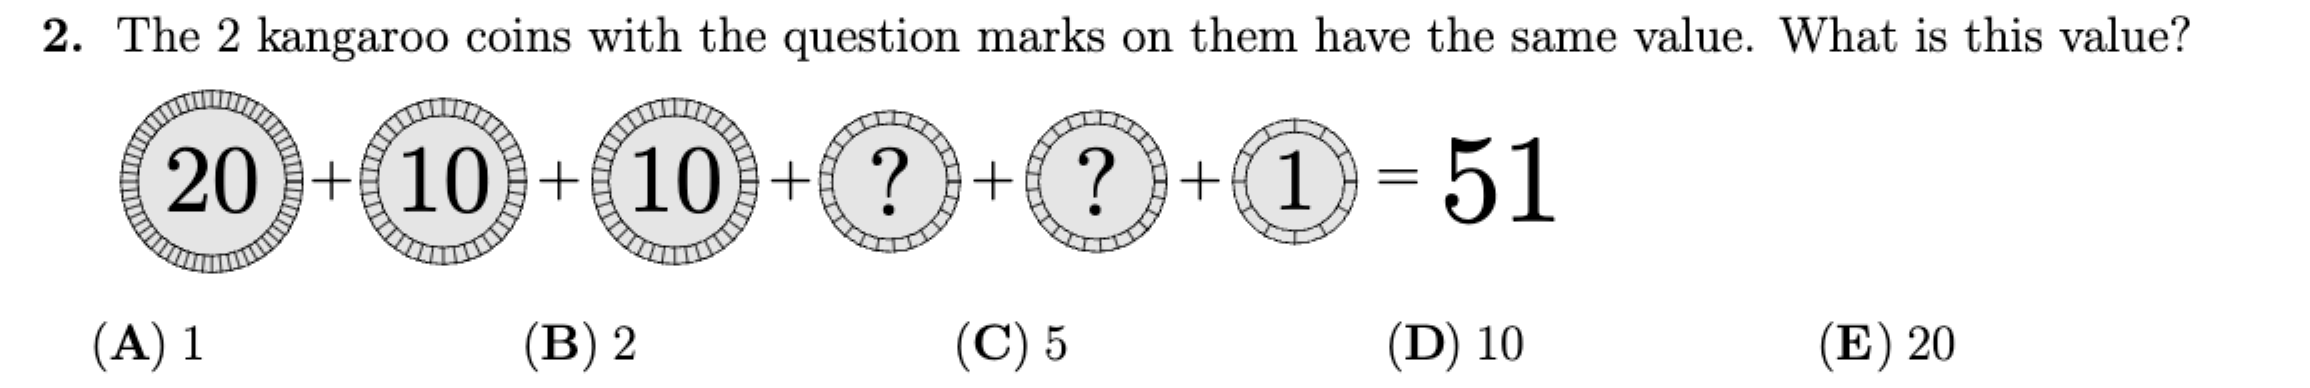 2. The 2 kangaroo coins with the question marks on them have the same value. What is this value?
20 + 10 + 10 + ? + ? + 1 = 51
(A) 1 (B) 2 (C) 5 (D) 10 (E) 20